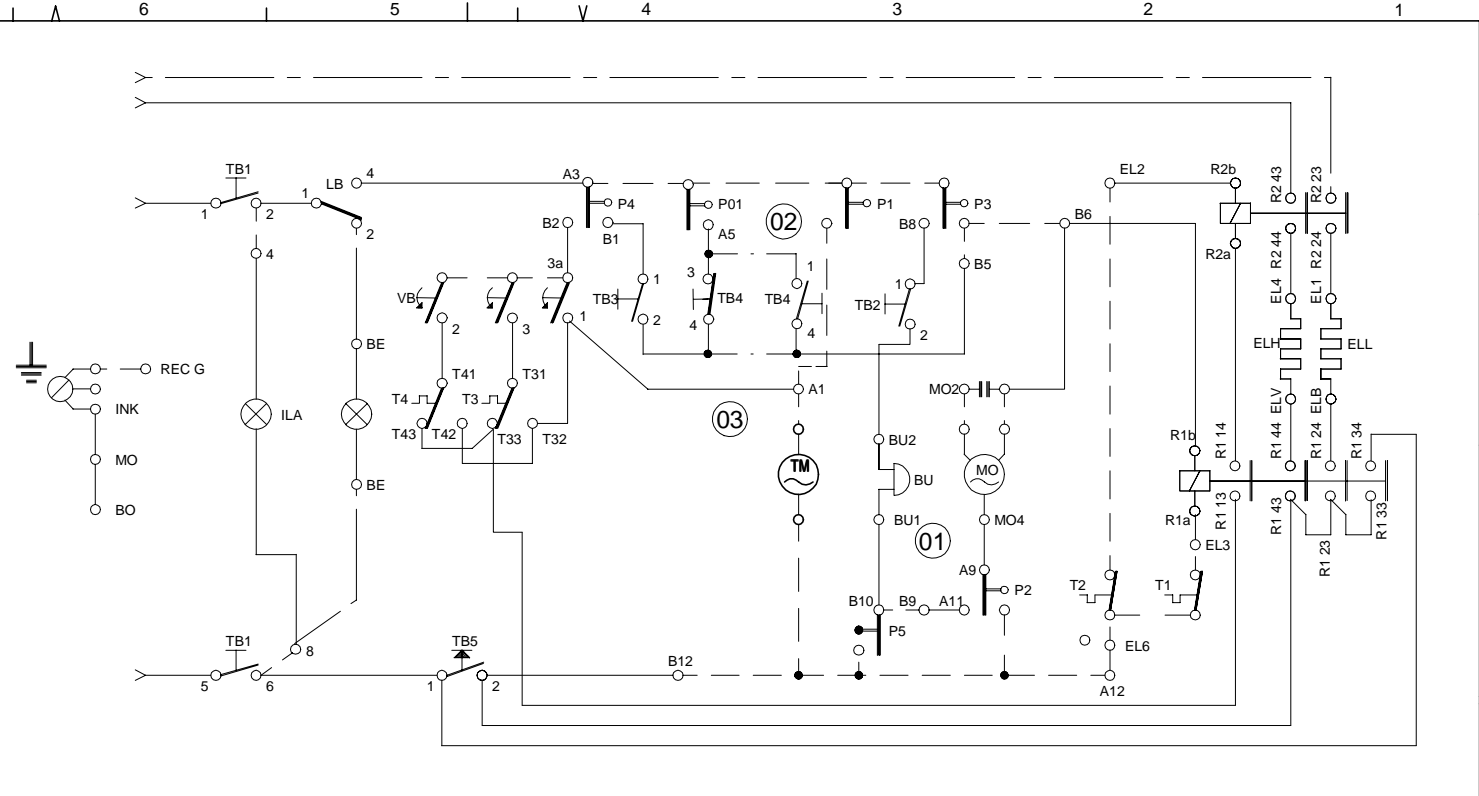 6 5 4 3 2 1
TB1 LB 4 A3 EL2 R2b R2 43 R2 23
1 2 1 2 P4 P01 P1 P3
B2 B1 A5 02 B8 B6
4 3a B5 R2a R2 44 R2 24
VB 1 3 1 1 EL4 EL1
TB3 TB4 TB4 TB2
2 3 1 2 4 4 2
BE ELH ELL
REC G T41 T31
INK T4 T3 A1 MO2 ELV ELB
ILA 03
T43 T42 T33 T32 R1b R1 14 R1 44 R1 24 R1 34
MO BU2
TM MO
BE BU
BO BU1 MO4 R1a R1 13 R1 43 R1 33
01 EL3 R1 23
A9
T2 T1
B10 B9 A11 P2
P5
TB1 8 TB5 EL6
B12
5 6 1 2 A12